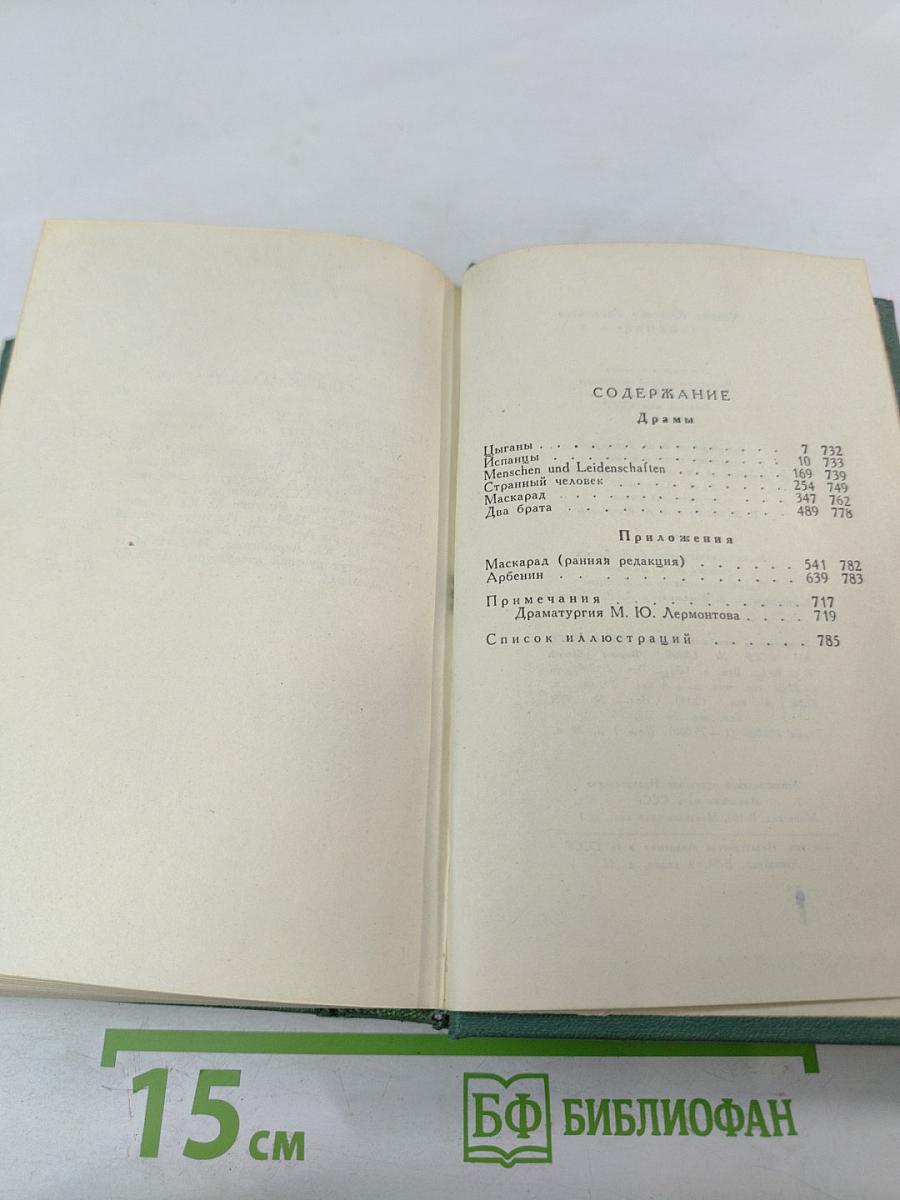 СОДЕРЖАНИЕ
Драмы
Цыганы . . . . . . . . . . . . . . 7 732
Испанцы . . . . . . . . . . . . . 10 733
Menschen und Leidenschaften . . . . . . . 169 739
Странный человек . . . . . . . . . . 254 749
Маскарад . . . . . . . . . . . . . 347 762
Два брата . . . . . . . . . . . . . 489 778
Приложения
Маскарад (ранняя редакция) . . . . . . 541 782
Арбенин . . . . . . . . . . . . . 639 783
Примечания . . . . . . . . . . . 717
Драматургия М. Ю. Лермонтова . . . . 719
Список иллюстраций . . . . . . 785
15 см
БФ БИБЛИОФАН